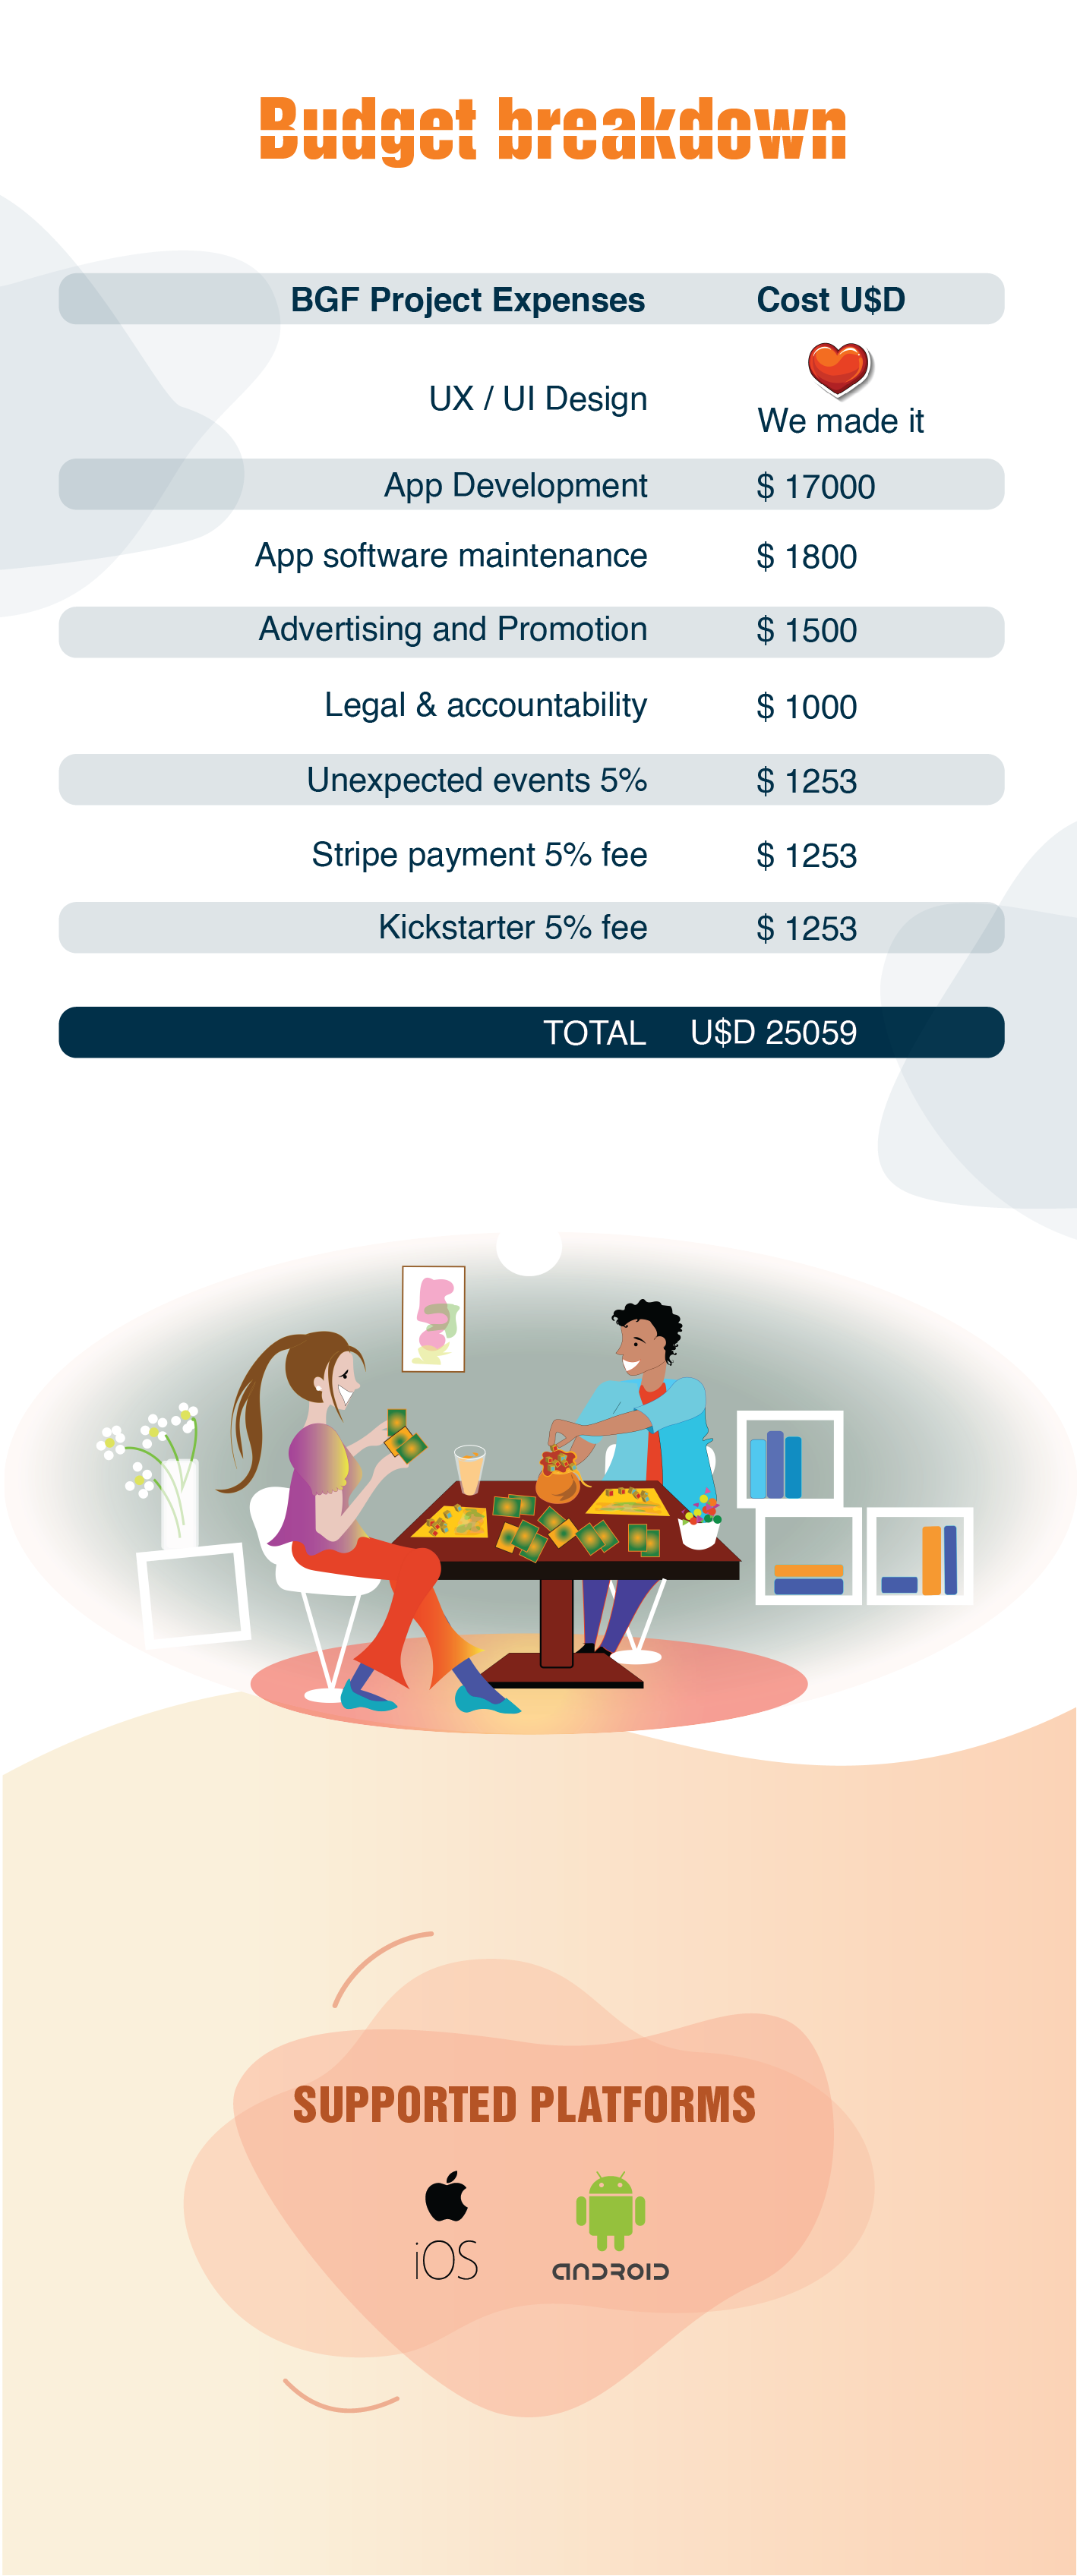 Budget breakdown
BGF Project Expenses Cost U$D
UX / UI Design We made it
App Development $ 17000
App software maintenance $ 1800
Advertising and Promotion $ 1500
Legal & accountability $ 1000
Unexpected events 5% $ 1253
Stripe payment 5% fee $ 1253
Kickstarter 5% fee $ 1253
TOTAL U$D 25059
SUPPORTED PLATFORMS
iOS ANDROID